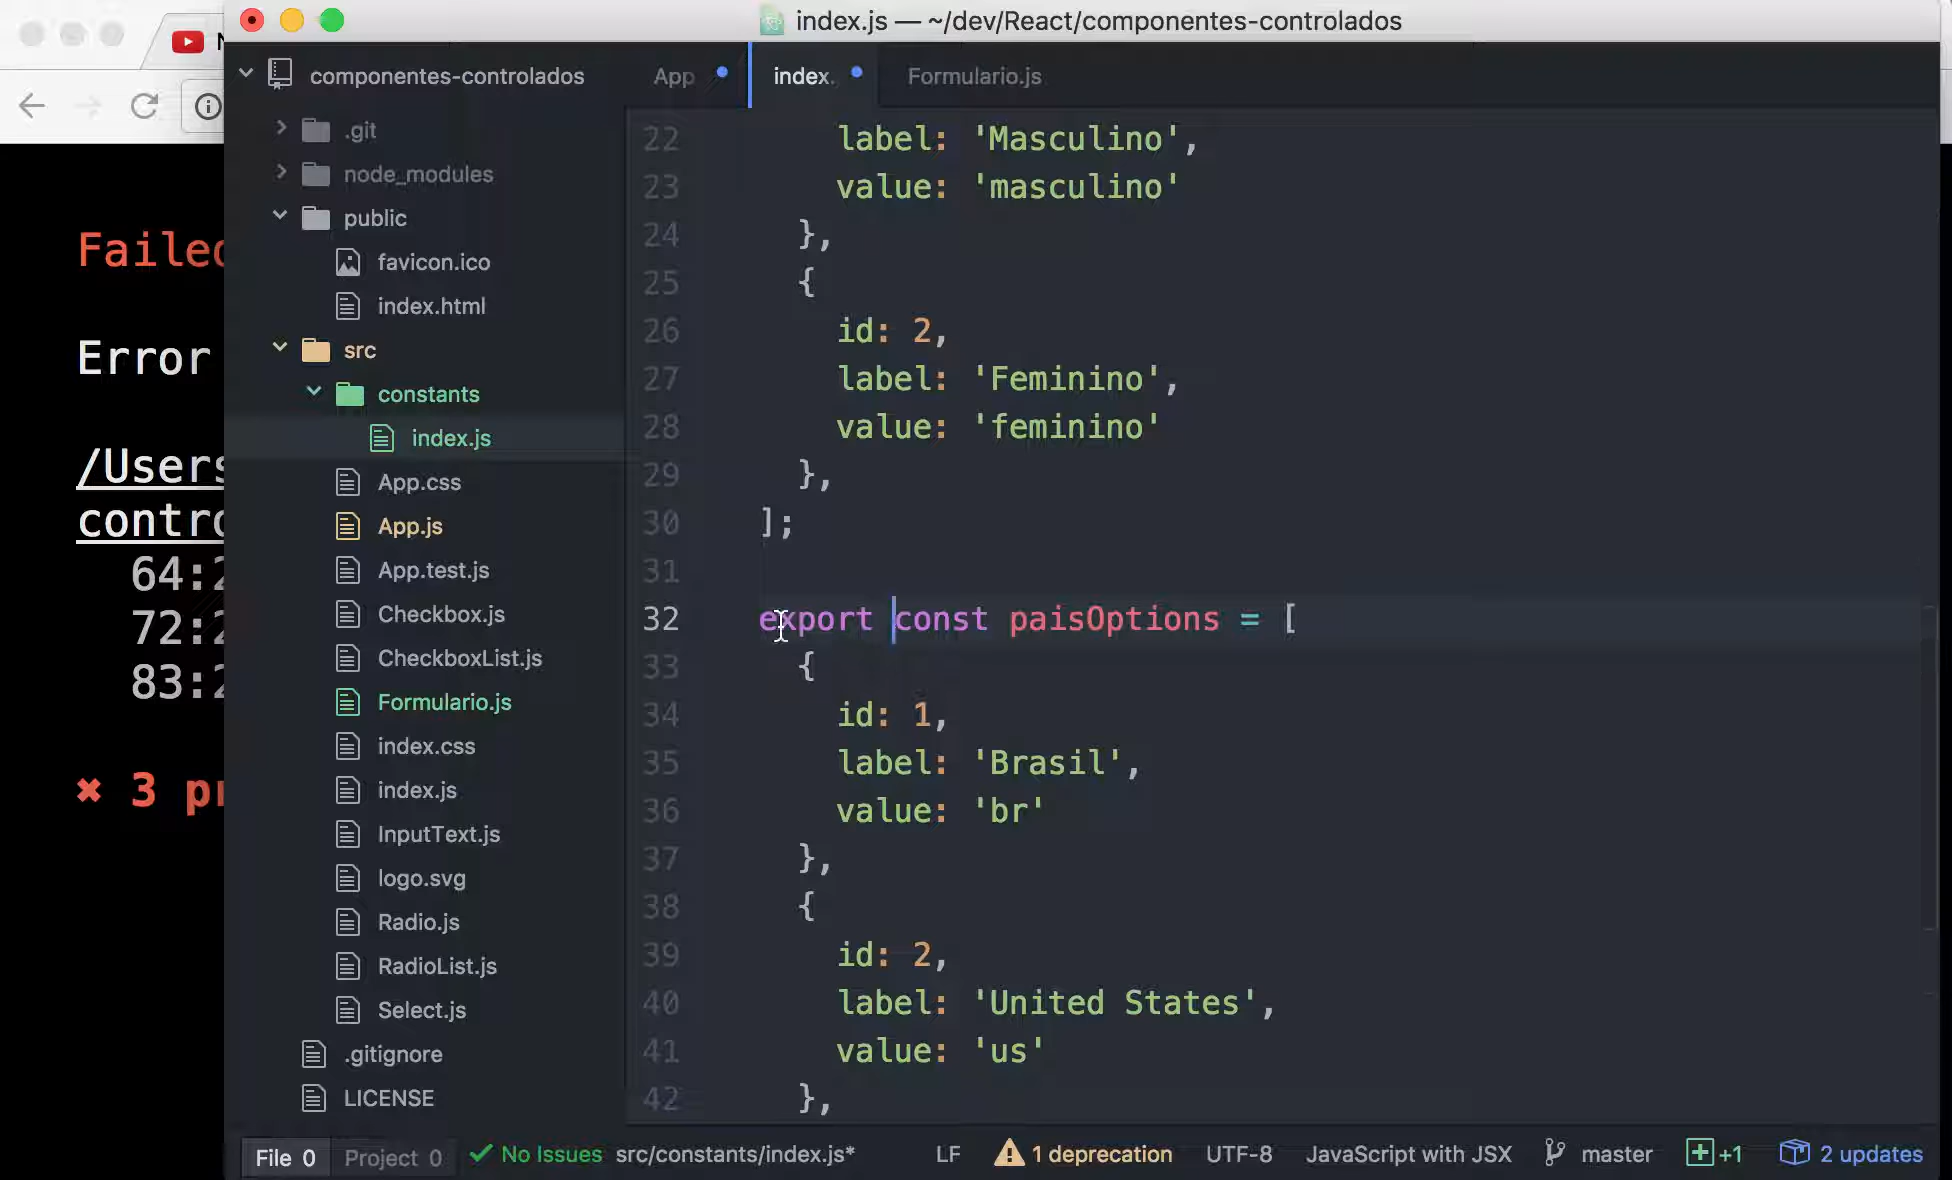 index.js — ~/dev/React/componentes-controlados
componentes-controlados
App
index.
Formulario.js
.git
node_modules
public
favicon.ico
index.html
src
constants
index.js
App.css
App.js
App.test.js
Checkbox.js
CheckboxList.js
Formulario.js
index.css
index.js
InputText.js
logo.svg
Radio.js
RadioList.js
Select.js
.gitignore
LICENSE
Failed
Error
/Users
contro
64:2
72:2
83:2
✖ 3 pr
22 label: 'Masculino',
23 value: 'masculino'
24 },
25 {
26 id: 2,
27 label: 'Feminino',
28 value: 'feminino'
29 },
30 ];
31
32 export const paisOptions = [
33 {
34 id: 1,
35 label: 'Brasil',
36 value: 'br'
37 },
38 {
39 id: 2,
40 label: 'United States',
41 value: 'us'
42 },
File 0 Project 0 No Issues src/constants/index.js* LF 1 deprecation UTF-8 JavaScript with JSX master +1 2 updates